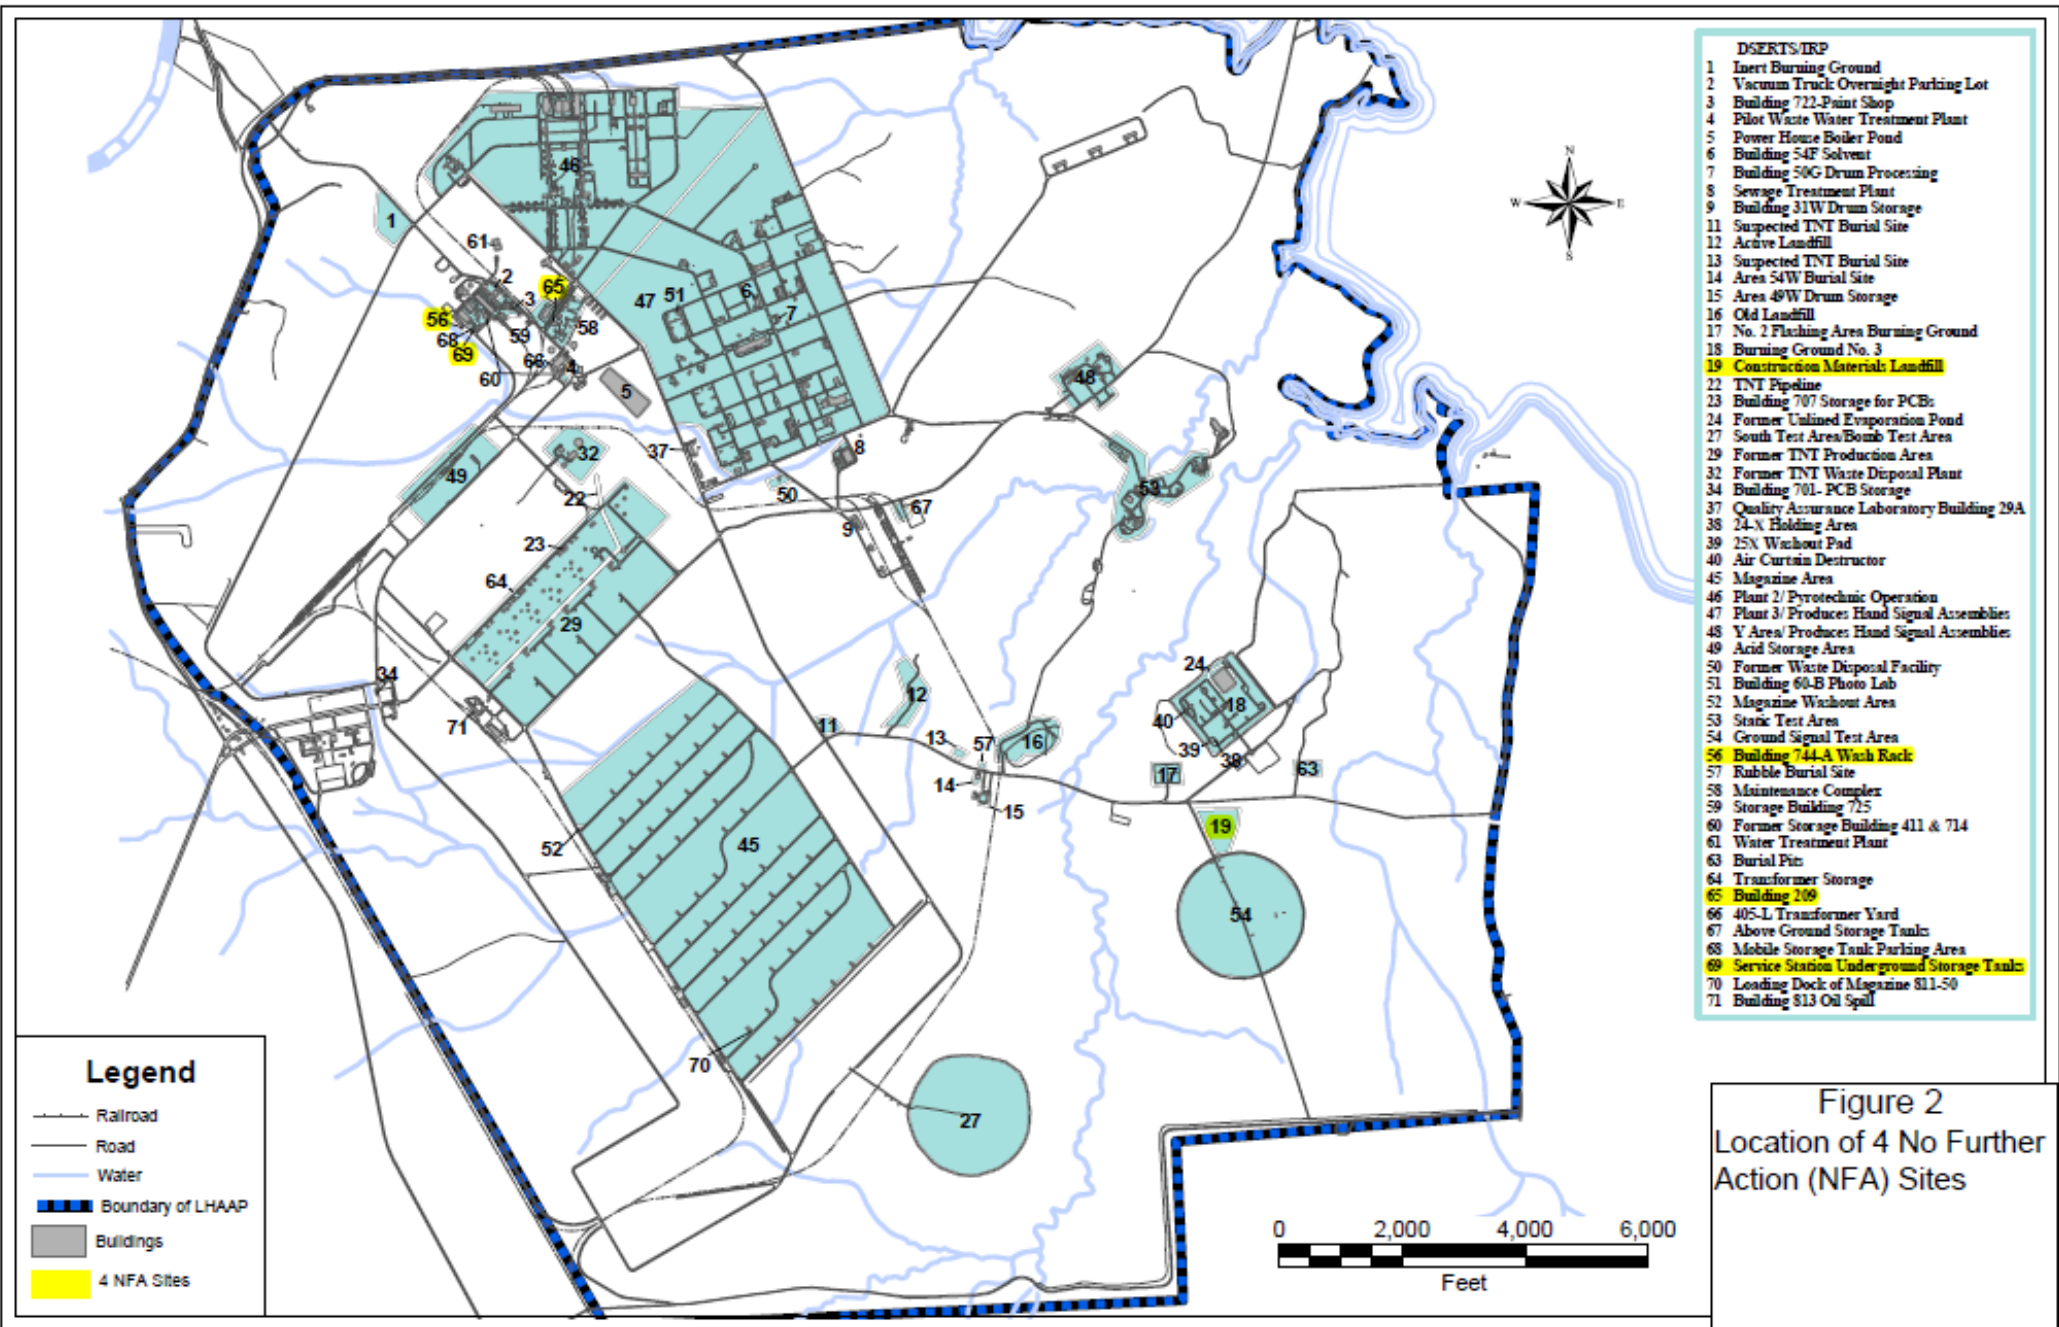 DSERTS/IRP
1 Inert Burning Ground
2 Vacuum Truck Overnight Parking Lot
3 Building 722-Paint Shop
4 Pilot Waste Water Treatment Plant
5 Power House Boiler Pond
6 Building 54F Solvent
7 Building 50G Drum Processing
8 Sewage Treatment Plant
9 Building 31W Drum Storage
11 Suspected TNT Burial Site
12 Active Landfill
13 Suspected TNT Burial Site
14 Area 54W Burial Site
15 Area 49W Drum Storage
16 Old Landfill
17 No. 2 Flashing Area Burning Ground
18 Burning Ground No. 3
19 Construction Materials Landfill
22 TNT Pipeline
23 Building 707 Storage for PCBs
24 Former Unlined Evaporation Pond
27 South Test Area/Bomb Test Area
29 Former TNT Production Area
32 Former TNT Waste Disposal Plant
34 Building 701- PCB Storage
37 Quality Assurance Laboratory Building 29A
38 24-X Holding Area
39 25X Washout Pad
40 Air Curtain Destructor
45 Magazine Area
46 Plant 2/ Pyrotechnic Operation
47 Plant 3/ Produces Hand Signal Assemblies
48 Y Area/ Produces Hand Signal Assemblies
49 Acid Storage Area
50 Former Waste Disposal Facility
51 Building 60-B Photo Lab
52 Magazine Washout Area
53 Static Test Area
54 Ground Signal Test Area
56 Building 744-A Wash Rack
57 Rubble Burial Site
58 Maintenance Complex
59 Storage Building 725
60 Former Storage Building 411 & 714
61 Water Treatment Plant
63 Burial Pits
64 Transformer Storage
65 Building 209
66 405-L Transformer Yard
67 Above Ground Storage Tanks
68 Mobile Storage Tank Parking Area
69 Service Station Underground Storage Tanks
70 Loading Dock of Magazine 811-50
71 Building 813 Oil Spill
N
W E
S
46
1
61
2
65
3
47
51
6
7
56
58
59
68
69
66
4
60
5
48
8
37
32
49
50
53
22
67
9
23
64
29
24
34
12
18
71
11
40
16
13
57
39
38
17
63
14
15
19
52
45
54
70
27
Legend
Railroad
Road
Water
Boundary of LHAAP
Buildings
4 NFA Sites
0 2,000 4,000 6,000
Feet
Figure 2
Location of 4 No Further
Action (NFA) Sites